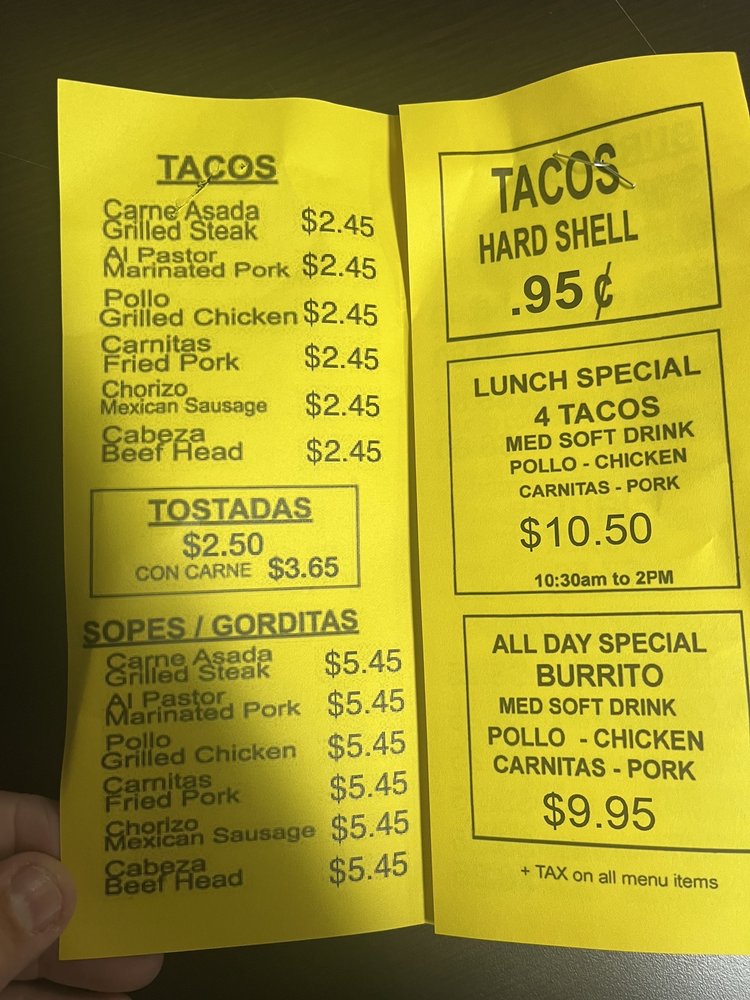 TACOS
Carne Asada
Grilled Steak $2.45
Al Pastor
Marinated Pork $2.45
Pollo
Grilled Chicken $2.45
Carnitas
Fried Pork $2.45
Chorizo
Mexican Sausage $2.45
Cabeza
Beef Head $2.45
TOSTADAS
$2.50
CON CARNE $3.65
SOPES / GORDITAS
Carne Asada
Grilled Steak $5.45
Al Pastor
Marinated Pork $5.45
Pollo
Grilled Chicken $5.45
Carnitas
Fried Pork $5.45
Chorizo
Mexican Sausage $5.45
Cabeza
Beef Head $5.45
TACOS
HARD SHELL
.95 ¢
LUNCH SPECIAL
4 TACOS
MED SOFT DRINK
POLLO - CHICKEN
CARNITAS - PORK
$10.50
10:30am to 2PM
ALL DAY SPECIAL
BURRITO
MED SOFT DRINK
POLLO - CHICKEN
CARNITAS - PORK
$9.95
+ TAX on all menu items